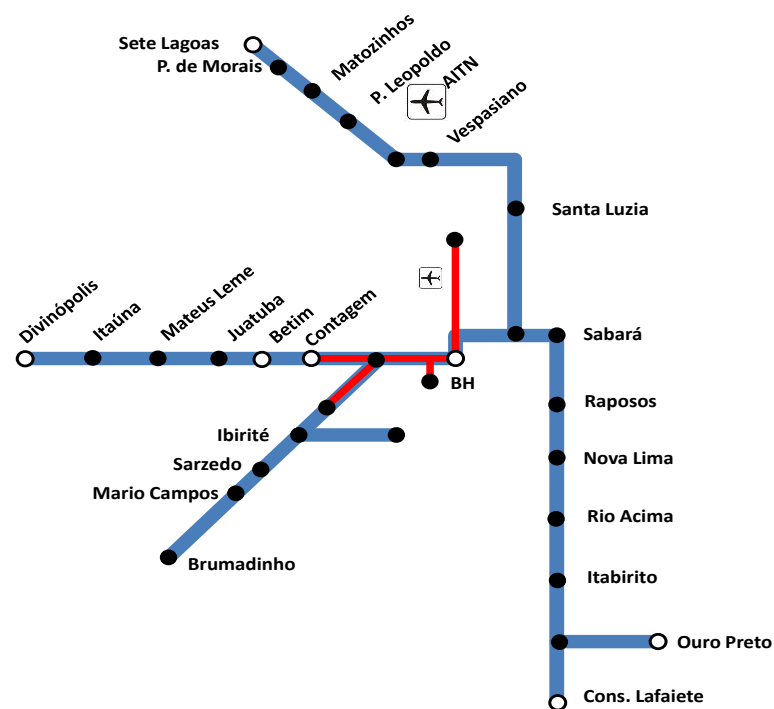 Sete Lagoas
P. de Morais
Matozinhos
P. Leopoldo
AITN
Vespasiano
Santa Luzia
Divinópolis
Itaúna
Mateus Leme
Juatuba
Betim
Contagem
Sabará
BH
Raposos
Ibirité
Nova Lima
Sarzedo
Mario Campos
Rio Acima
Brumadinho
Itabirito
Ouro Preto
Cons. Lafaiete